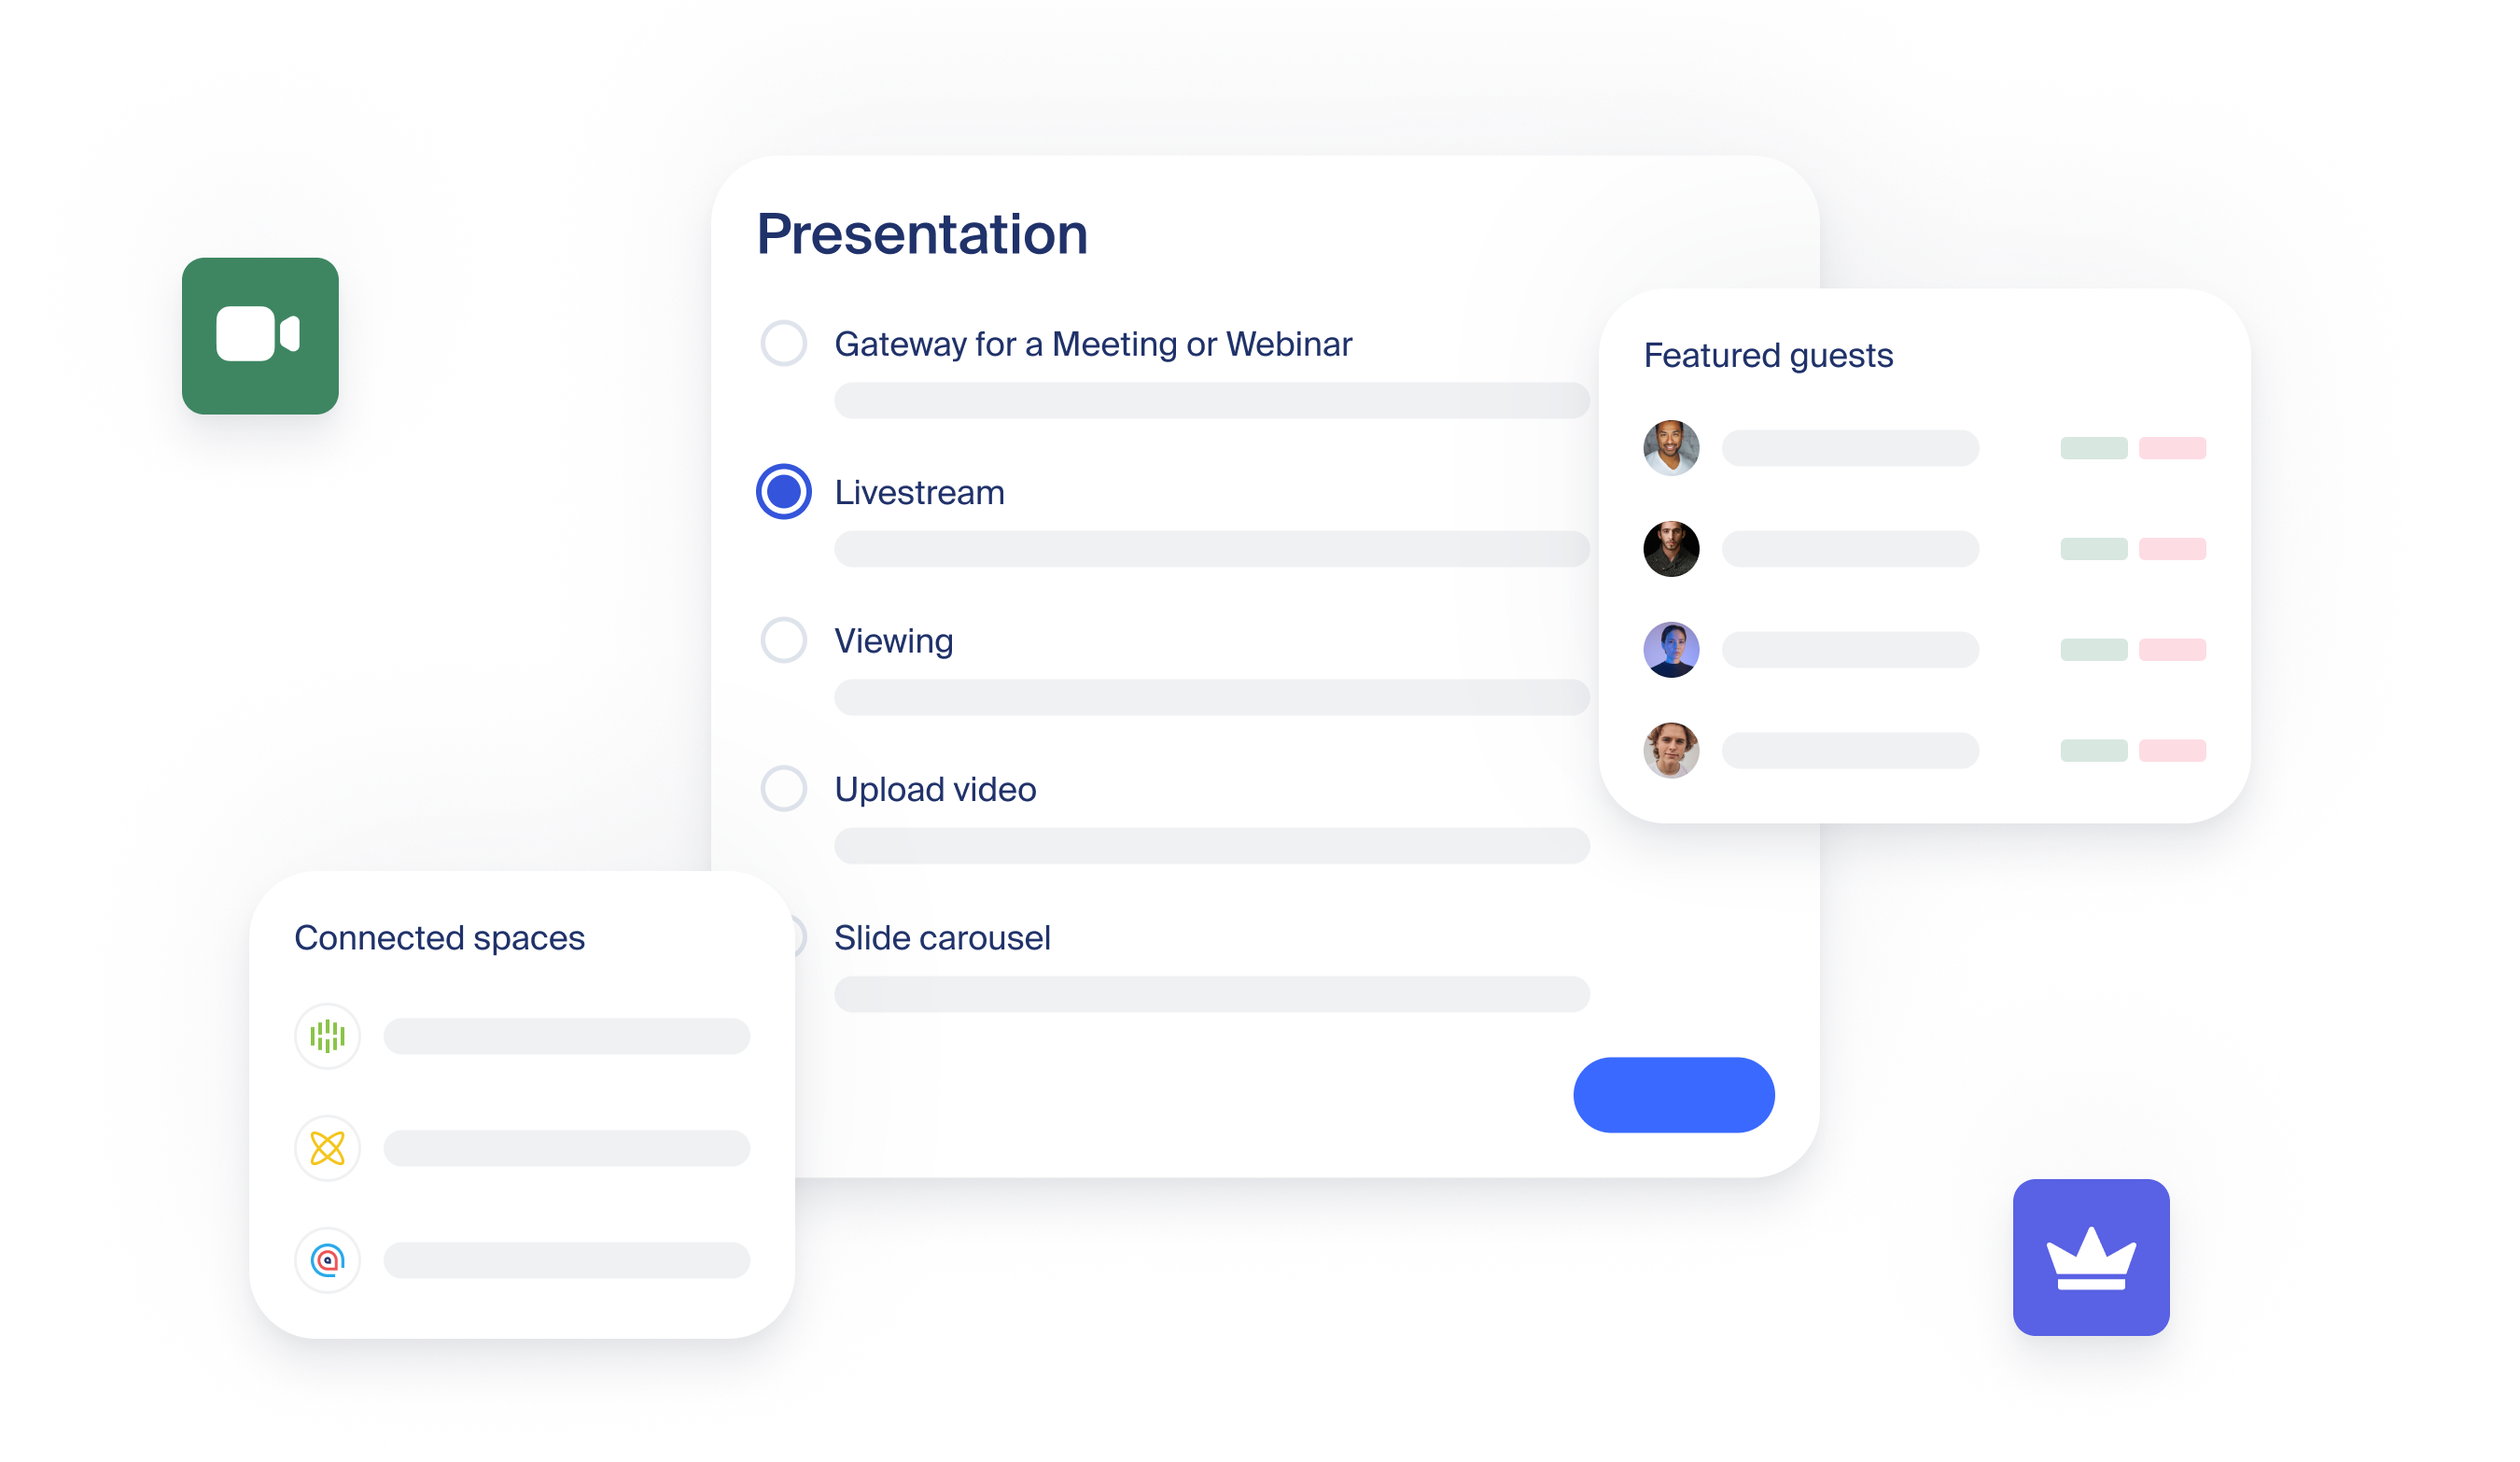 Presentation
Gateway for a Meeting or Webinar
Livestream
Viewing
Upload video
Slide carousel
Featured guests
Connected spaces